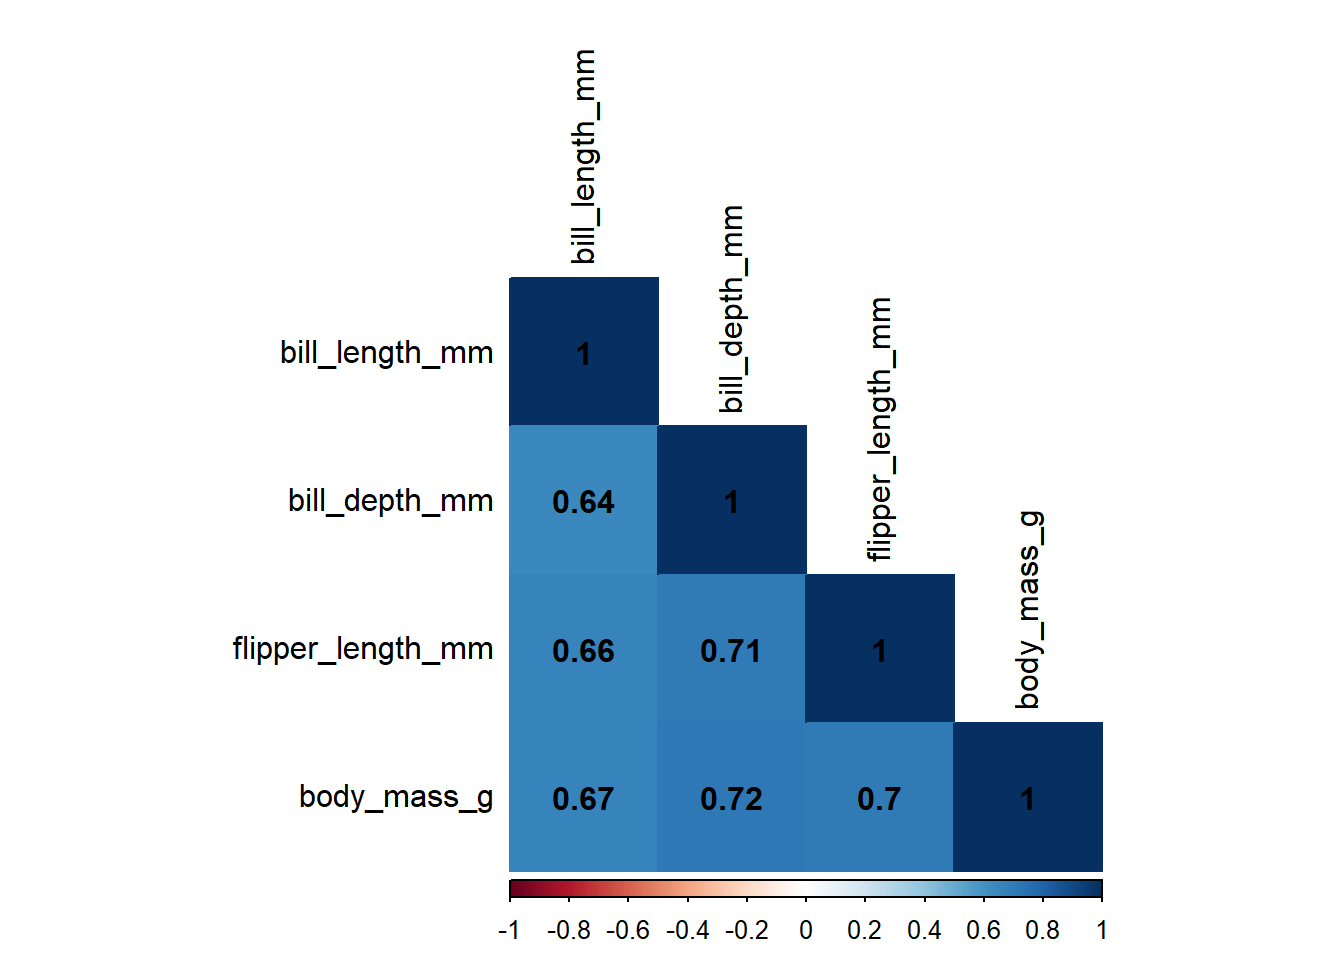 bill_length_mm
bill_depth_mm
flipper_length_mm
body_mass_g
bill_length_mm 1
bill_depth_mm 0.64 1
flipper_length_mm 0.66 0.71 1
body_mass_g 0.67 0.72 0.7 1
-1 -0.8 -0.6 -0.4 -0.2 0 0.2 0.4 0.6 0.8 1